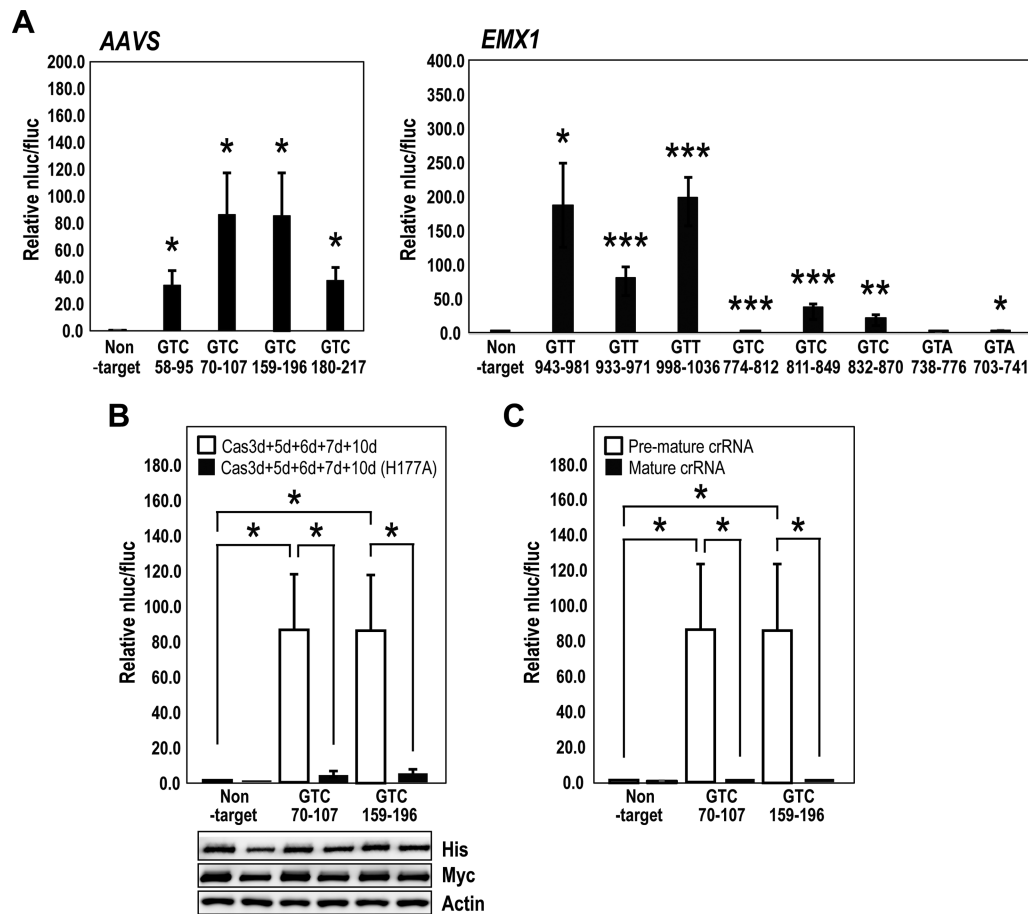 A
AAVS
Relative nluc/fluc
200.0
180.0
160.0
140.0
120.0
100.0
80.0
60.0
40.0
20.0
0.0
*
*
*
*
Non GTC GTC GTC GTC
-target 58-95 70-107 159-196 180-217
EMX1
Relative nluc/fluc
400.0
350.0
300.0
250.0
200.0
150.0
100.0
50.0
0.0
*
***
***
***
***
**
*
Non GTT GTT GTT GTC GTC GTC GTA GTA
-target 943-981 933-971 998-1036 774-812 811-849 832-870 738-776 703-741
B
Cas3d+5d+6d+7d+10d
Cas3d+5d+6d+7d+10d (H177A)
Relative nluc/fluc
180.0
160.0
140.0
120.0
100.0
80.0
60.0
40.0
20.0
0.0
*
* * *
Non GTC GTC
-target 70-107 159-196
His
Myc
Actin
C
Pre-mature crRNA
Mature crRNA
Relative nluc/fluc
180.0
160.0
140.0
120.0
100.0
80.0
60.0
40.0
20.0
0.0
*
* * *
Non GTC GTC
-target 70-107 159-196